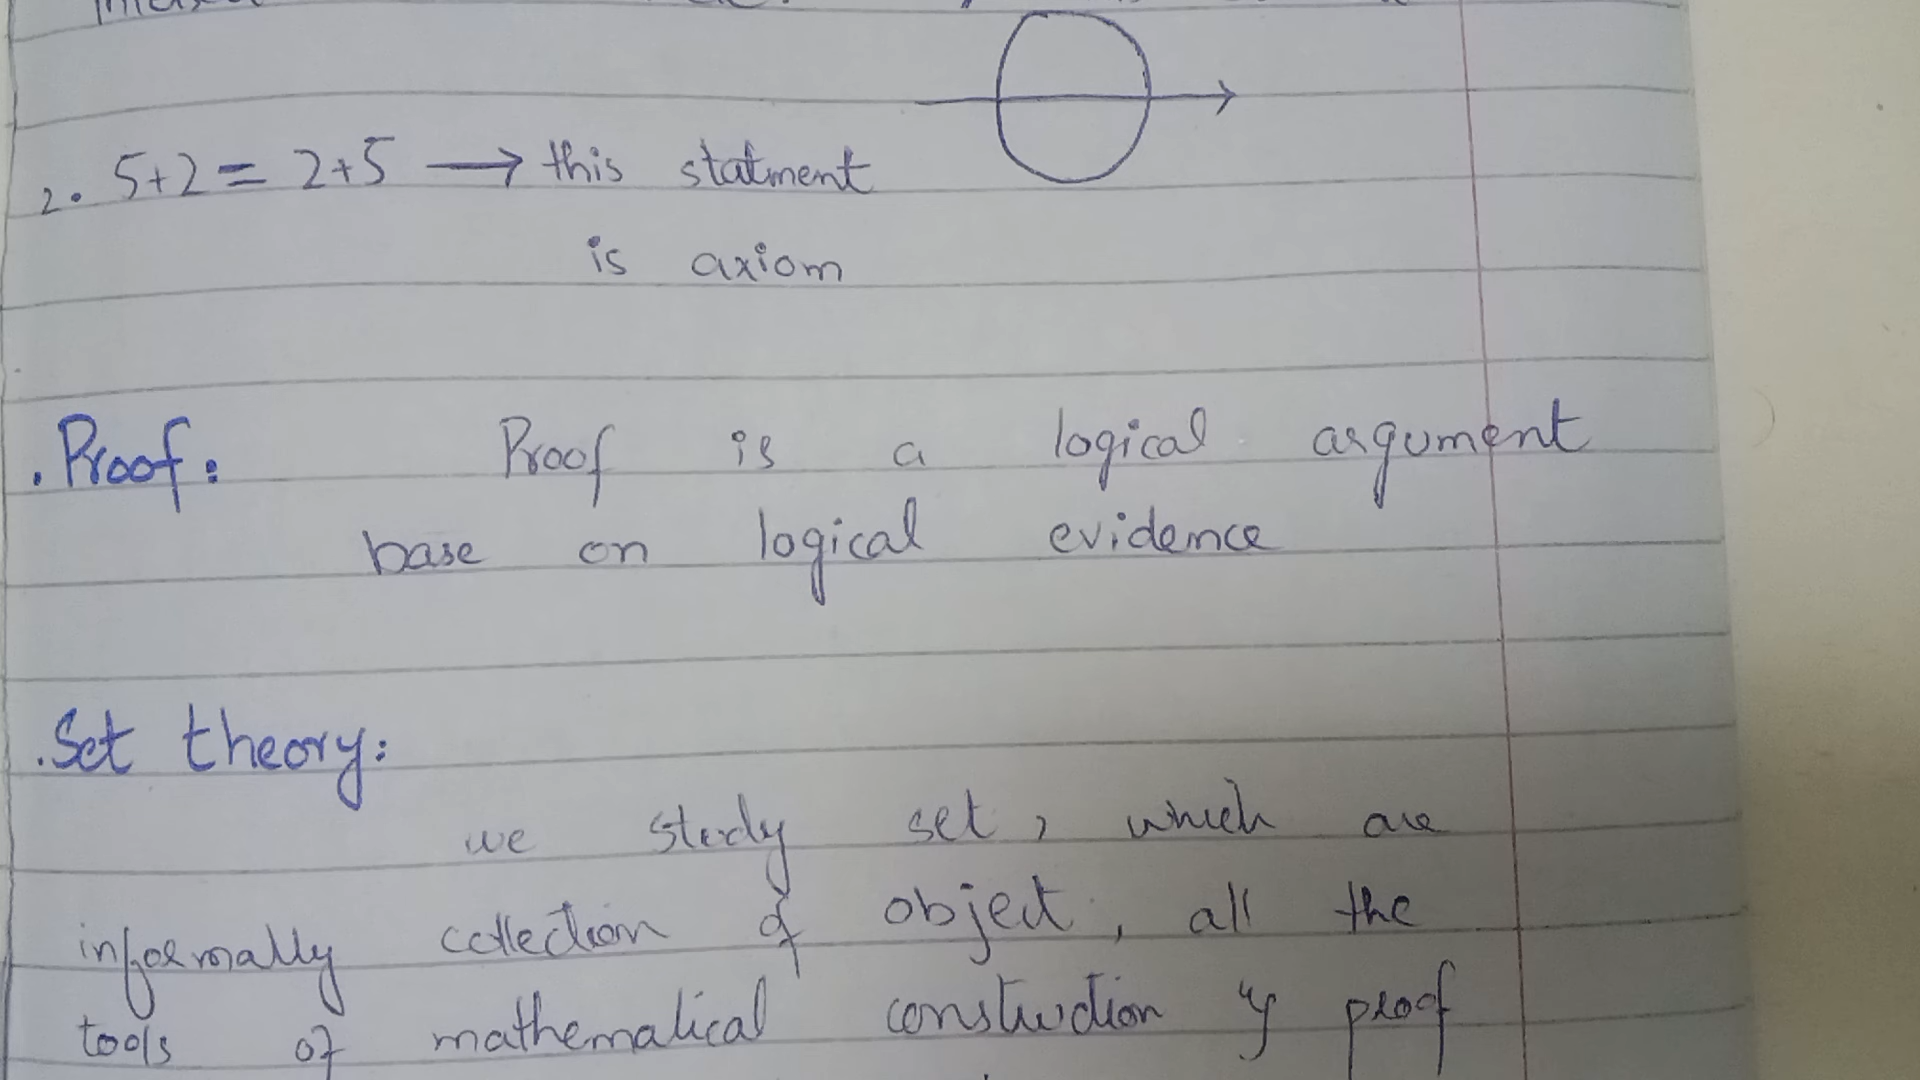 2. 5+2 = 2+5 → this statment
is axiom
. Proof: Proof is a logical argument
base on logical evidence
. Set theory:
we study set, which are
informally collection of object, all the
tools of mathematical construction of proof